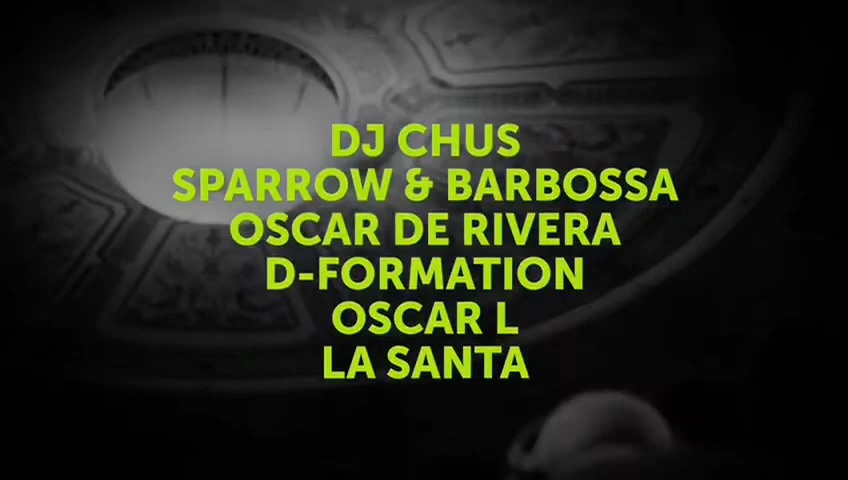 DJ CHUS
SPARROW & BARBOSSA
OSCAR DE RIVERA
D-FORMATION
OSCAR L
LA SANTA